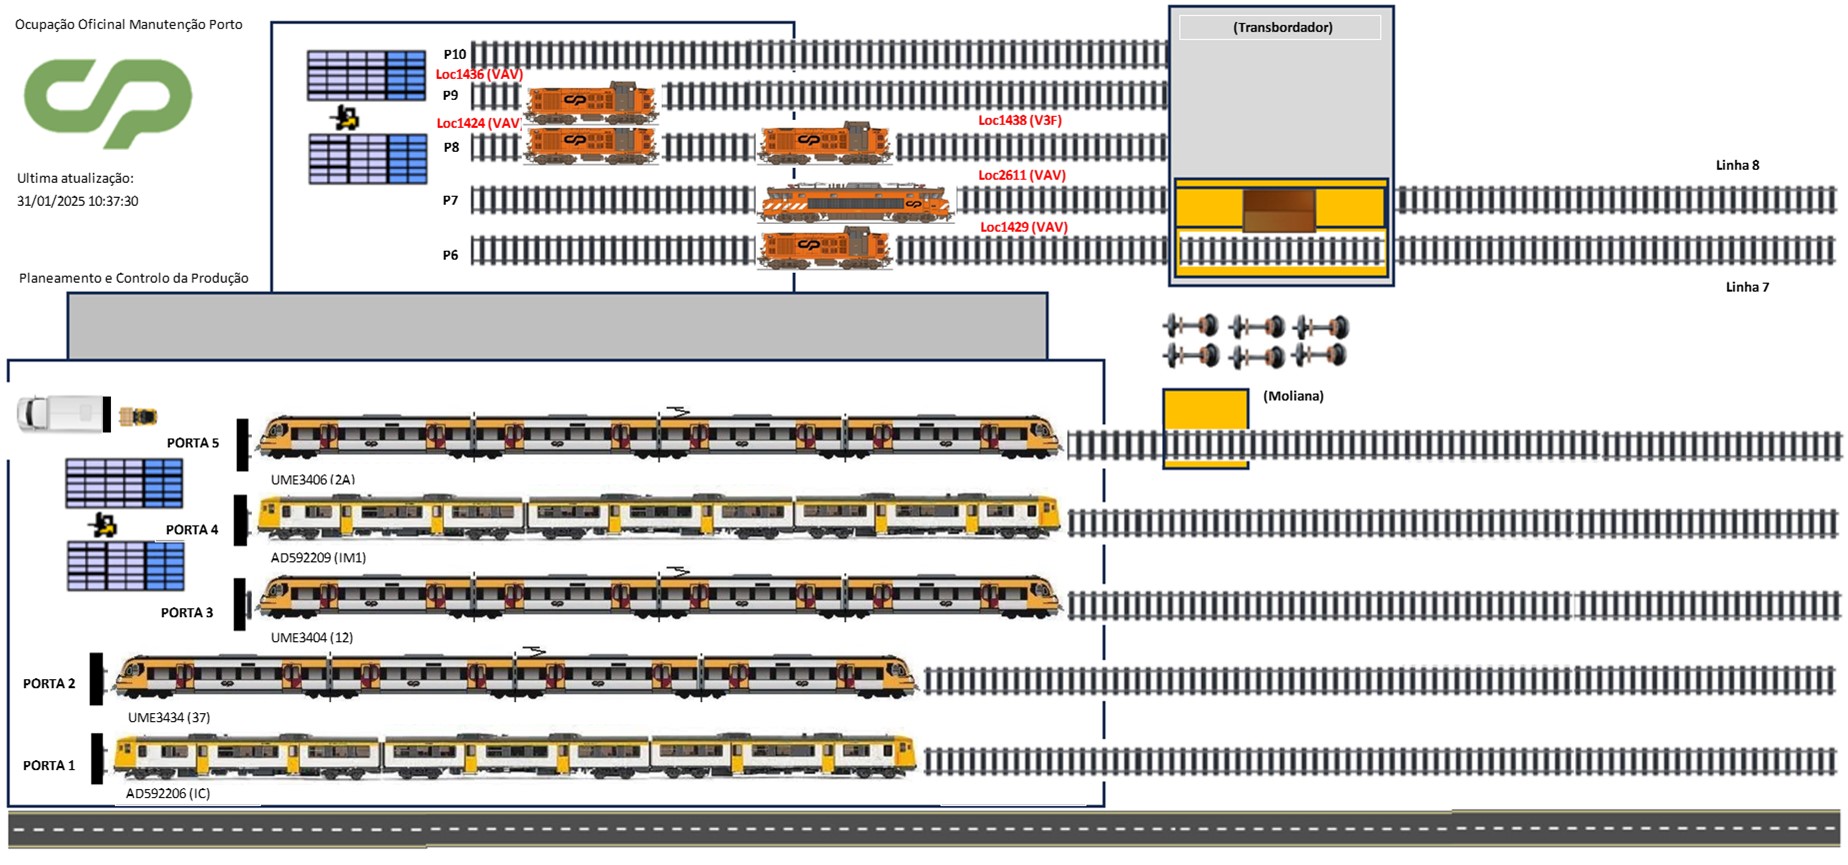 Ocupação Oficinal Manutenção Porto
CP
Ultima atualização:
31/01/2025 10:37:30
Planeamento e Controlo da Produção
(Transbordador)
P10
Loc1436 (VAV)
P9
Loc1424 (VAV)
Loc1438 (V3F)
P8
Loc2611 (VAV)
P7
Loc1429 (VAV)
P6
Linha 8
Linha 7
(Moliana)
PORTA 5
UME3406 (2A)
PORTA 4
AD592209 (IM1)
PORTA 3
UME3404 (12)
PORTA 2
UME3434 (37)
PORTA 1
AD592206 (IC)